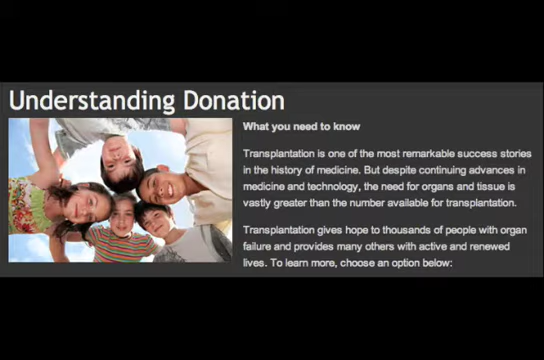 Understanding Donation
What you need to know
Transplantation is one of the most remarkable success stories
in the history of medicine. But despite continuing advances in
medicine and technology, the need for organs and tissue is
vastly greater than the number available for transplantation.
Transplantation gives hope to thousands of people with organ
failure and provides many others with active and renewed
lives. To learn more, choose an option below: